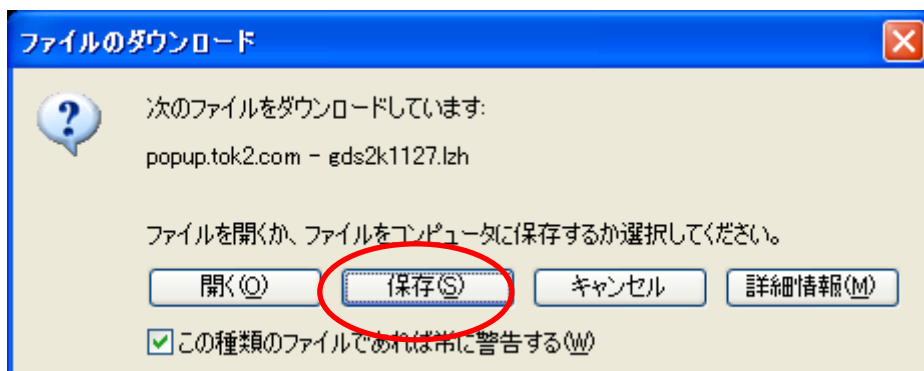 ファイルのダウンロード
次のファイルをダウンロードしています:
popup.tok2.com - gds2k1127.lzh
ファイルを開くか、ファイルをコンピュータに保存するか選択してください。
開く(O) 保存(S) キャンセル 詳細情報(M)
この種類のファイルであれば常に警告する(W)